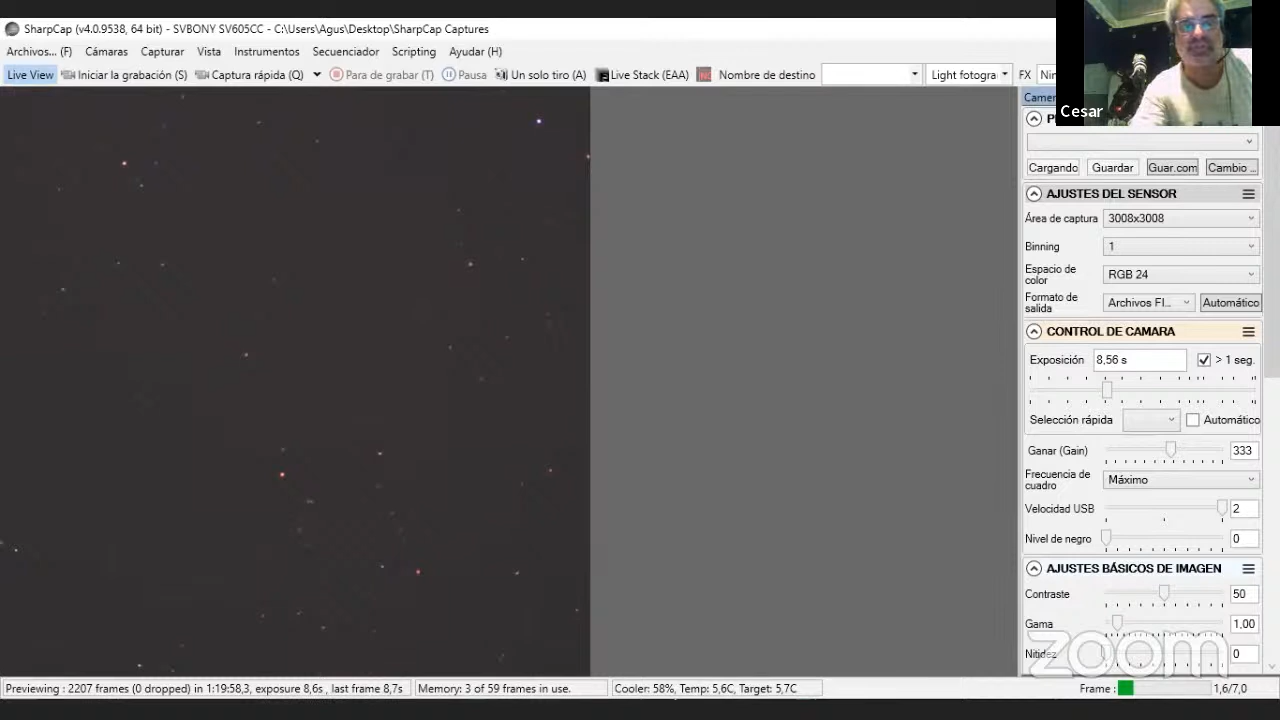 SharpCap (v4.0.9538, 64 bit) - SVBONY SV605CC - C:\Users\Agus\Desktop\SharpCap Captures
Archivos... (F) Cámaras Capturar Vista Instrumentos Secuenciador Scripting Ayudar (H)
Live View Iniciar la grabación (S) Captura rápida (Q) Para de grabar (T) Pausa Un solo tiro (A) Live Stack (EAA) Nombre de destino Light fotogra FX
Cesar
Cargando Guardar Guar.com Cambio ...
AJUSTES DEL SENSOR
Área de captura 3008x3008
Binning 1
Espacio de color RGB 24
Formato de salida Archivos FI... Automático
CONTROL DE CAMARA
Exposición 8,56 s > 1 seg.
Selección rápida Automático
Ganar (Gain) 333
Frecuencia de cuadro Máximo
Velocidad USB 2
Nivel de negro 0
AJUSTES BÁSICOS DE IMAGEN
Contraste 50
Gama 1,00
Nitidez 0
zoom
Previewing : 2207 frames (0 dropped) in 1:19:58,3, exposure 8,6s , last frame 8,7s Memory: 3 of 59 frames in use. Cooler: 58%, Temp: 5,6C, Target: 5,7C Frame : 1,6/7,0